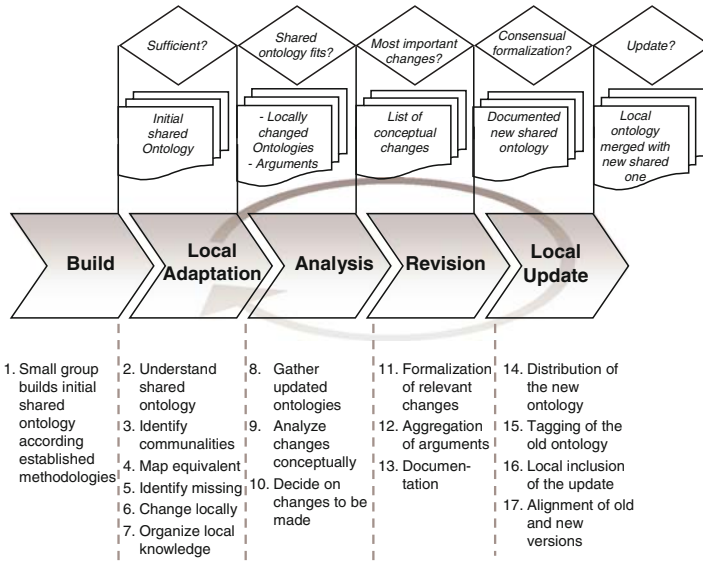 Sufficient?
Shared
ontology fits?
Most important
changes?
Consensual
formalization?
Update?
Initial
shared
Ontology
- Locally
changed
Ontologies
- Arguments
List of
conceptual
changes
Documented
new shared
ontology
Local
ontology
merged with
new shared
one
Build
Local
Adaptation
Analysis
Revision
Local
Update
1. Small group
builds initial
shared
ontology
according
established
methodologies
2. Understand
shared
ontology
3. Identify
communalities
4. Map equivalent
5. Identify missing
6. Change locally
7. Organize local
knowledge
8. Gather
updated
ontologies
9. Analyze
changes
conceptually
10. Decide on
changes to be
made
11. Formalization
of relevant
changes
12. Aggregation
of arguments
13. Documen-
tation
14. Distribution of
the new
ontology
15. Tagging of the
old ontology
16. Local inclusion
of the update
17. Alignment of old
and new
versions